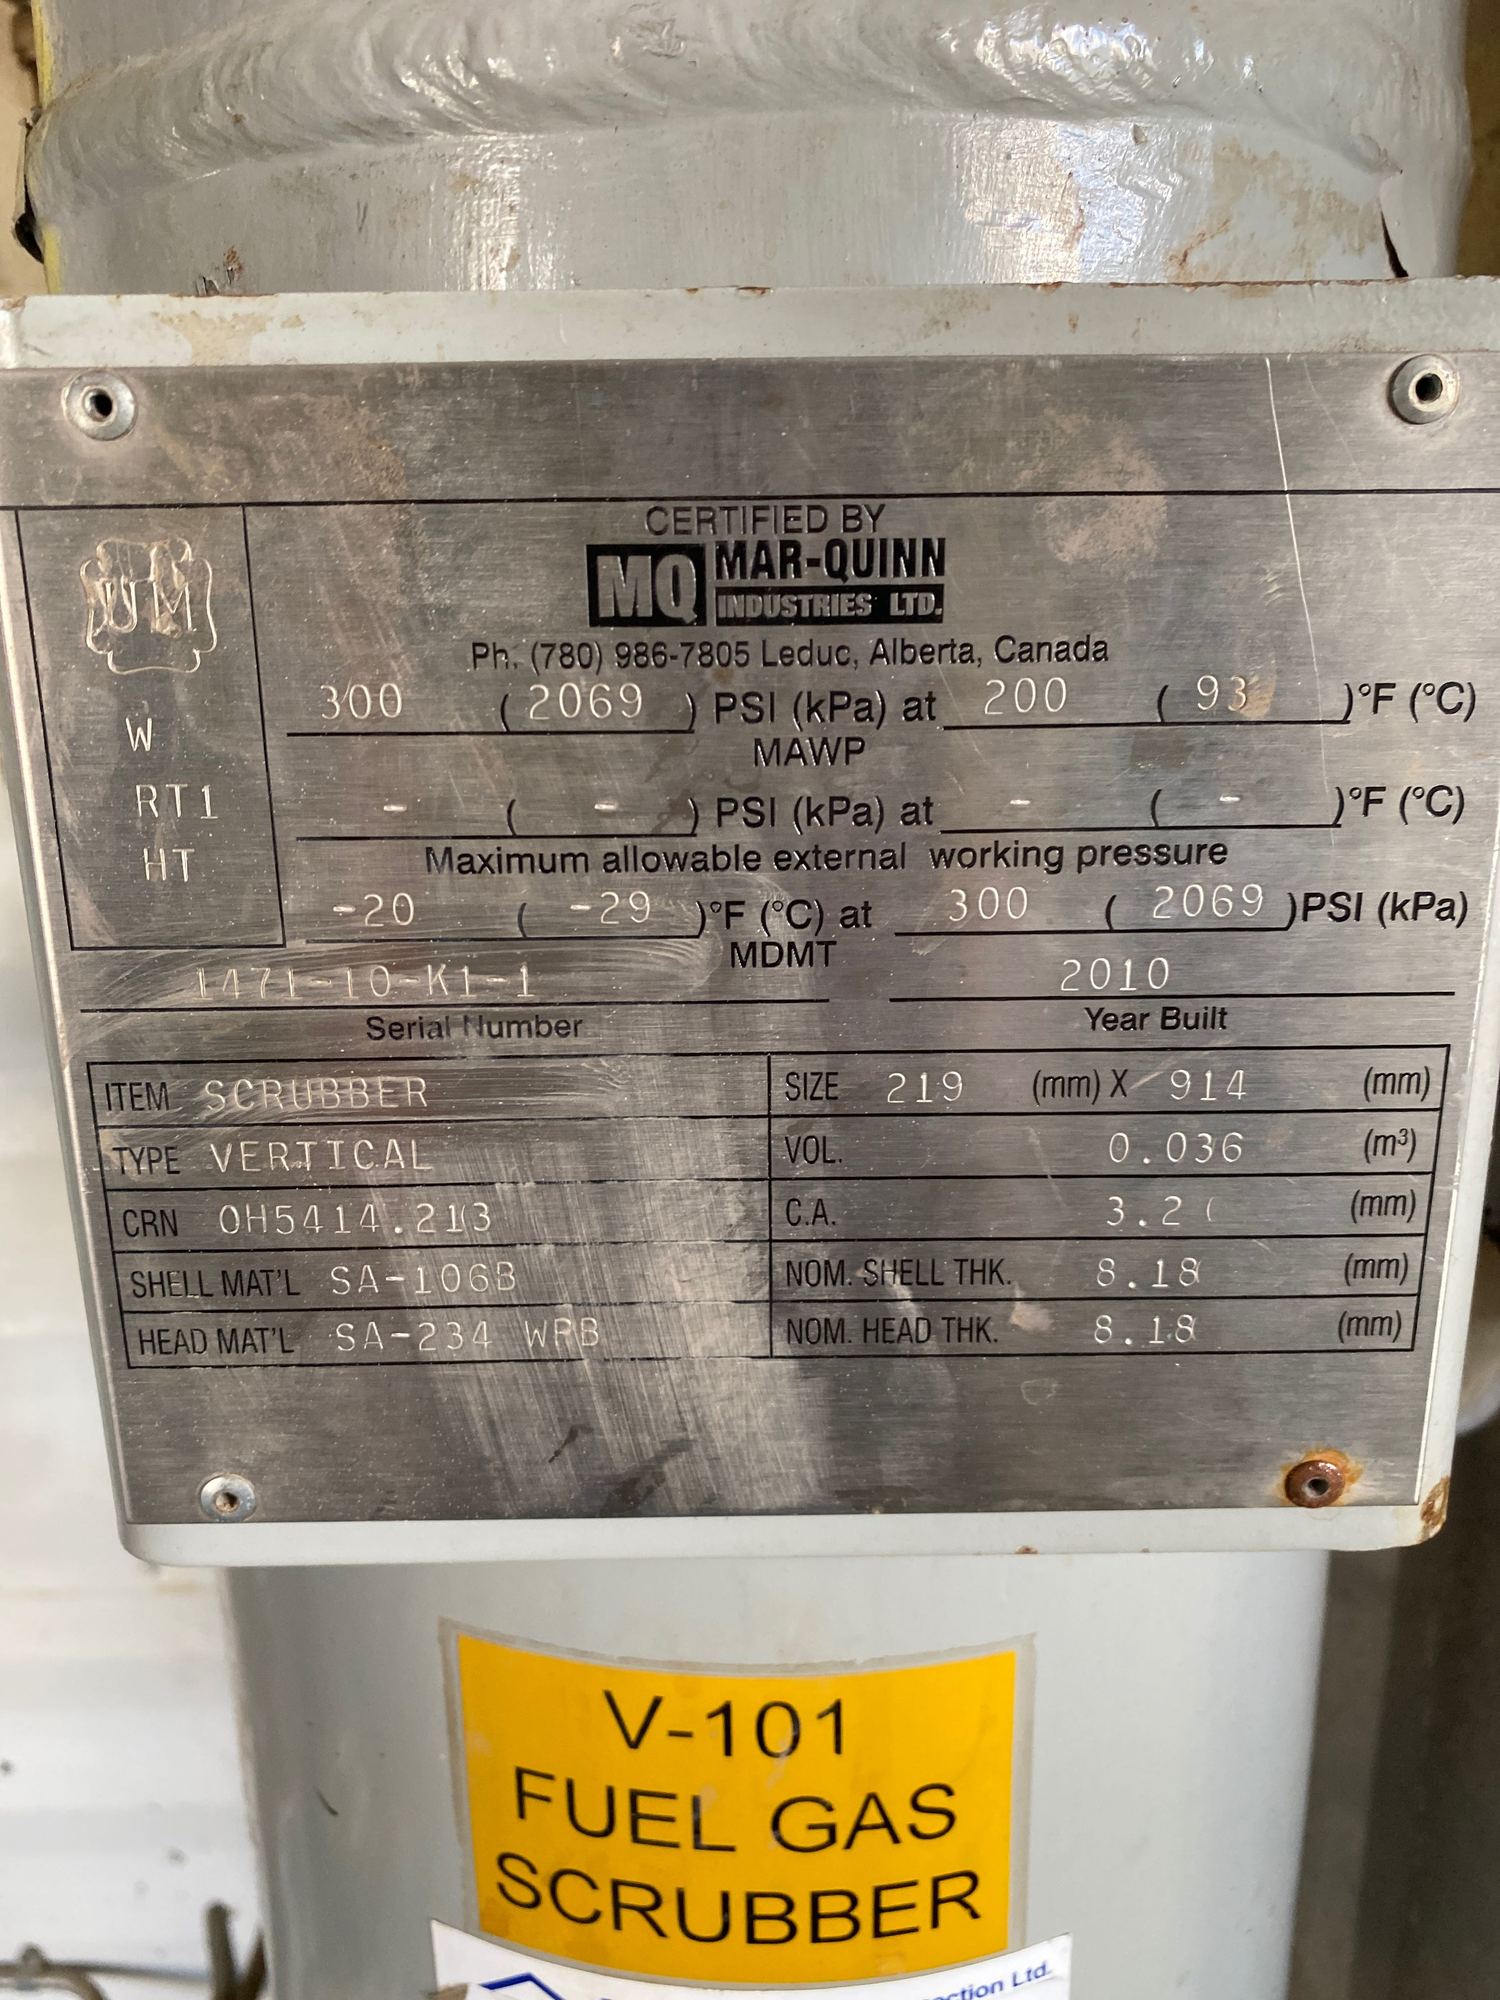 CERTIFIED BY
MQ MAR-QUINN
INDUSTRIES LTD.
Ph. (780) 986-7805 Leduc, Alberta, Canada
UM
W
RT1
HT
300 (2069) PSI (kPa) at 200 (93)°F (°C)
MAWP
- (-) PSI (kPa) at - (-)°F (°C)
Maximum allowable external working pressure
-20 (-29)°F (°C) at 300 (2069)PSI (kPa)
MDMT
1471-10-K1-1 2010
Serial Number Year Built
ITEM SCRUBBER SIZE 219 (mm) X 914 (mm)
TYPE VERTICAL VOL. 0.036 (m³)
CRN 0H5414.213 C.A. 3.2 (mm)
SHELL MAT'L SA-106B NOM. SHELL THK. 8.18 (mm)
HEAD MAT'L SA-234 WPB NOM. HEAD THK. 8.18 (mm)
V-101
FUEL GAS
SCRUBBER
Ltd.